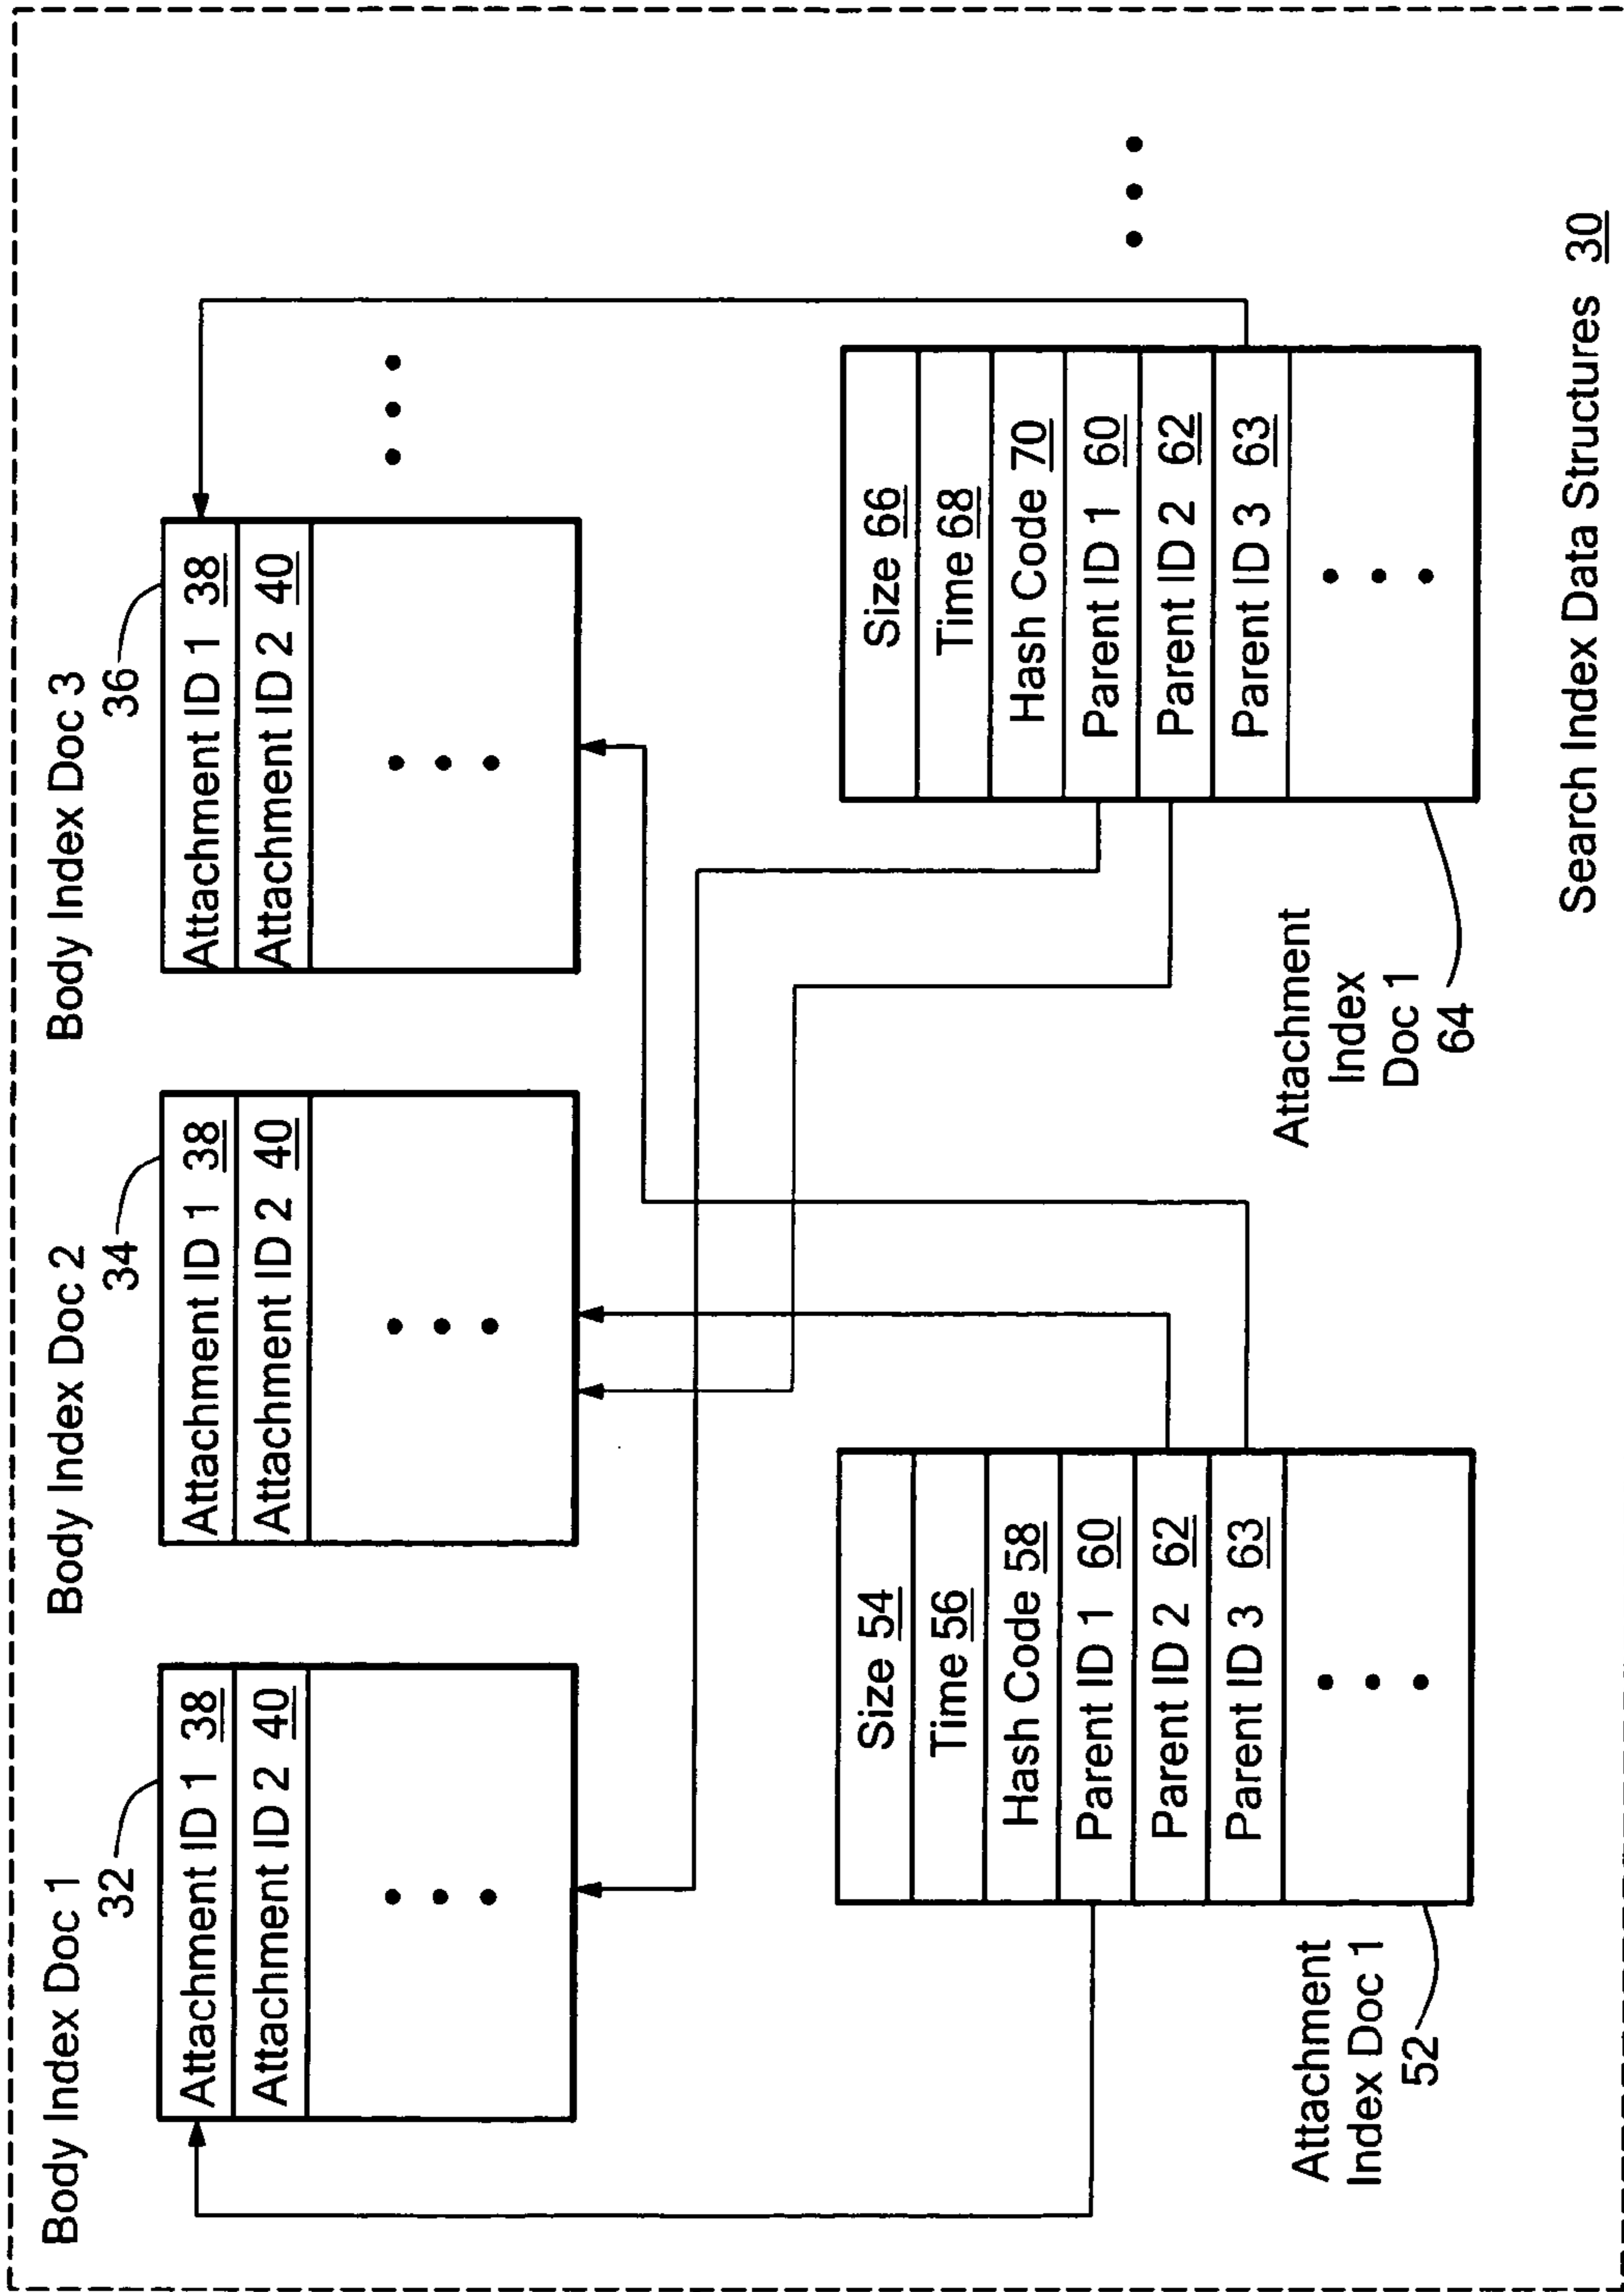 Body Index Doc 1
32
Attachment ID 1 38
Attachment ID 2 40
Body Index Doc 2
34
Attachment ID 1 38
Attachment ID 2 40
Body Index Doc 3
36
Attachment ID 1 38
Attachment ID 2 40
Size 54
Time 56
Hash Code 58
Parent ID 1 60
Parent ID 2 62
Parent ID 3 63
Attachment
Index Doc 1
52
Size 66
Time 68
Hash Code 70
Parent ID 1 60
Parent ID 2 62
Parent ID 3 63
Attachment
Index
Doc 1
64
Search Index Data Structures 30